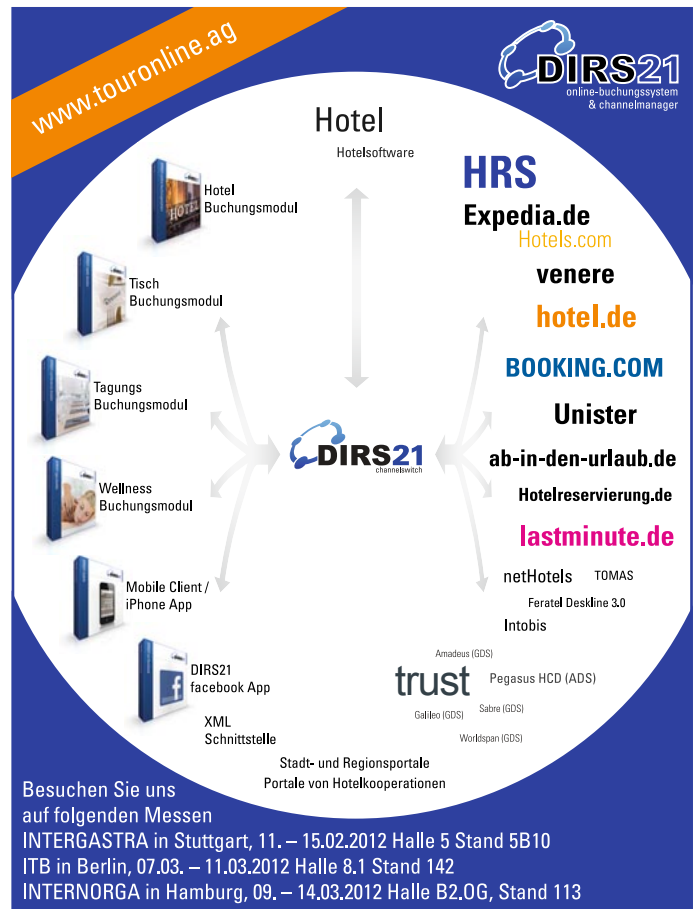 www.touronline.ag
DIRS21
online-buchungssystem
& channelmanager
Hotel
Hotelsoftware
Hotel
Buchungsmodul
Tisch
Buchungsmodul
Tagungs
Buchungsmodul
Wellness
Buchungsmodul
Mobile Client /
iPhone App
DIRS21
facebook App
XML
Schnittstelle
DIRS21
channelswitch
HRS
Expedia.de
Hotels.com
venere
hotel.de
BOOKING.COM
Unister
ab-in-den-urlaub.de
Hotelreservierung.de
lastminute.de
netHotels TOMAS
Feratel Deskline 3.0
Intobis
Amadeus (GDS)
trust Pegasus HCD (ADS)
Galileo (GDS) Sabre (GDS)
Worldspan (GDS)
Stadt- und Regionsportale
Portale von Hotelkooperationen
Besuchen Sie uns
auf folgenden Messen
INTERGASTRA in Stuttgart, 11. – 15.02.2012 Halle 5 Stand 5B10
ITB in Berlin, 07.03. – 11.03.2012 Halle 8.1 Stand 142
INTERNORGA in Hamburg, 09. – 14.03.2012 Halle B2.OG, Stand 113